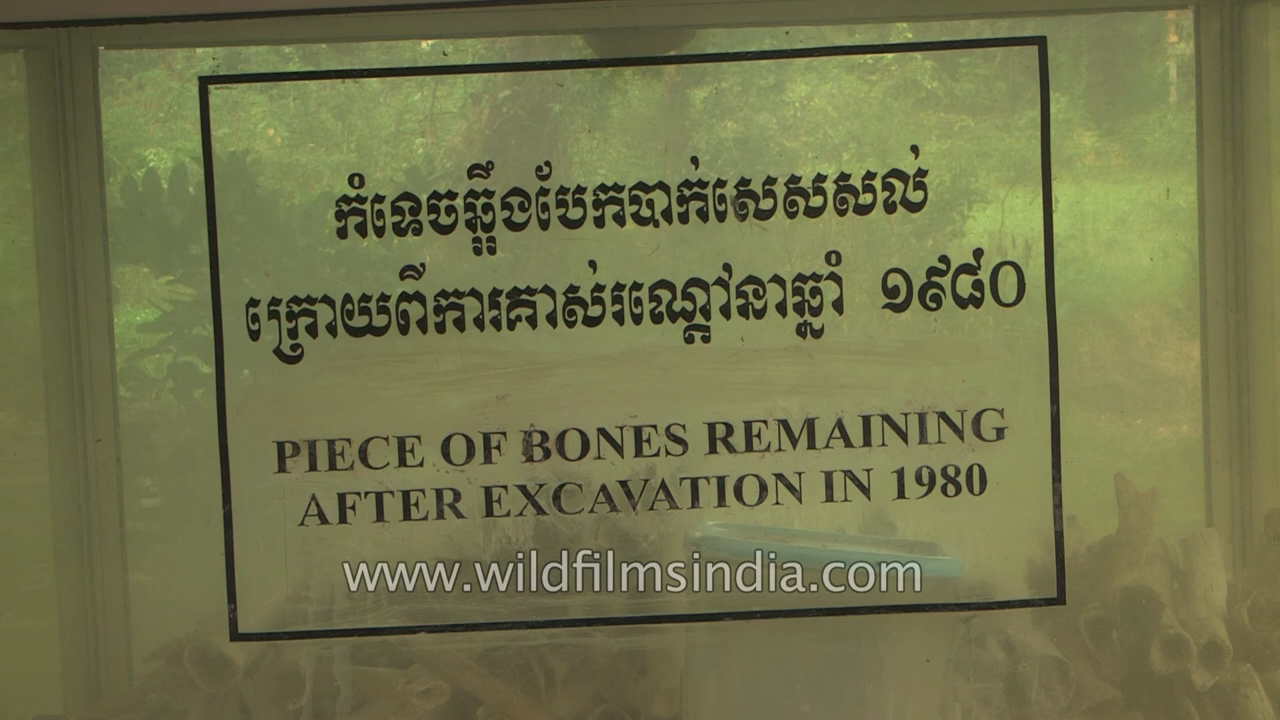 កំទេចឆ្អឹងបែកបាក់សេសសល់
ក្រោយពីការគាស់រណ្តៅនាឆ្នាំ ១៩៨០
PIECE OF BONES REMAINING
AFTER EXCAVATION IN 1980
www.wildfilmsindia.com